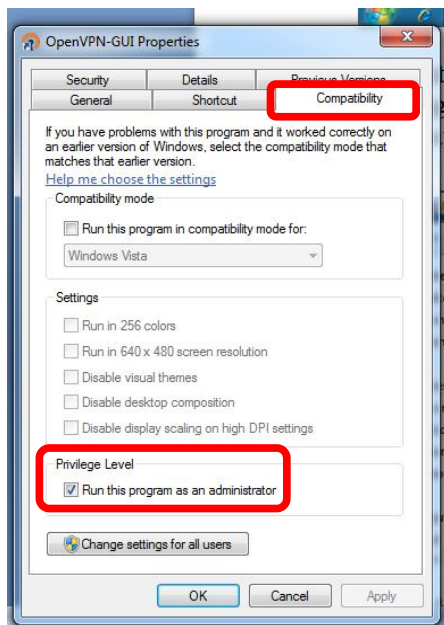 OpenVPN-GUI Properties
Security Details Previous Versions
General Shortcut Compatibility
If you have problems with this program and it worked correctly on
an earlier version of Windows, select the compatibility mode that
matches that earlier version.
Help me choose the settings
Compatibility mode
Run this program in compatibility mode for:
Windows Vista
Settings
Run in 256 colors
Run in 640 x 480 screen resolution
Disable visual themes
Disable desktop composition
Disable display scaling on high DPI settings
Privilege Level
Run this program as an administrator
Change settings for all users
OK Cancel Apply